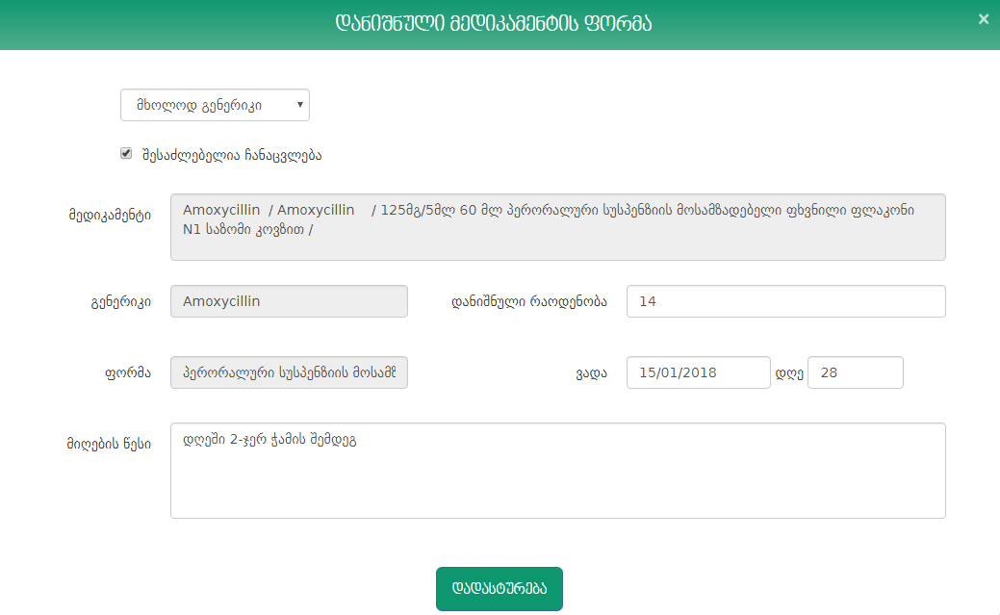 დანიშნული მედიკამენტის ფორმა ×
მხოლოდ გენერიკი
შესაძლებელია ჩანაცვლება
მედიკამენტი Amoxycillin / Amoxycillin / 125მგ/5მლ 60 მლ პერორალური სუსპენზიის მოსამზადებელი ფხვნილი ფლაკონი
N1 საზომი კოვზით /
გენერიკი Amoxycillin დანიშნული რაოდენობა 14
ფორმა პერორალური სუსპენზიის მოსამზ ვადა 15/01/2018 დღე 28
მიღების წესი დღეში 2-ჯერ ჭამის შემდეგ
დადასტურება